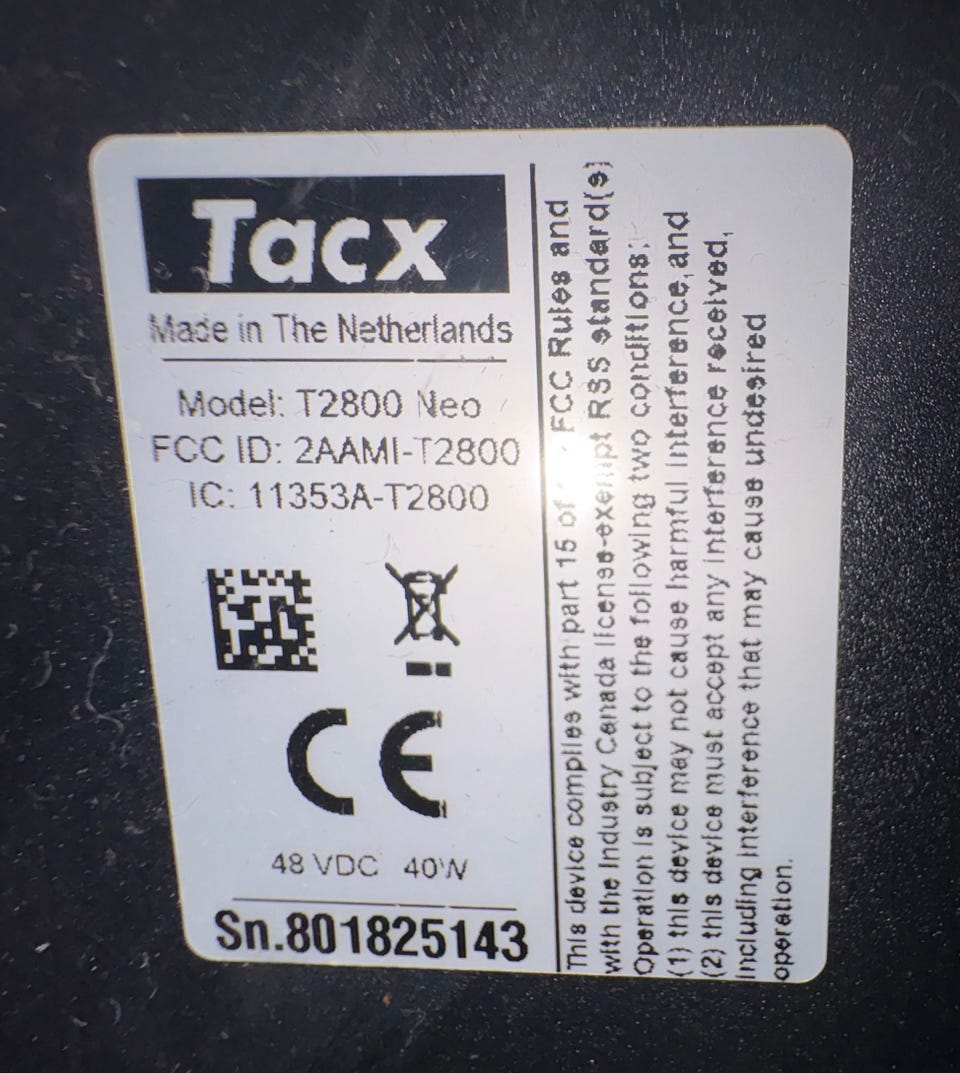 Tacx
Made in The Netherlands
Model: T2800 Neo
FCC ID: 2AAMI-T2800
IC: 11353A-T2800
CE
48 VDC 40W
Sn.801825143
This device complies with part 15 of FCC Rules and
with the Industry Canada license-exempt RSS standard(s)
Operation is subject to the following two conditions:
(1) this device may not cause harmful interference, and
(2) this device must accept any interference received,
including interference that may cause undesired
operation.